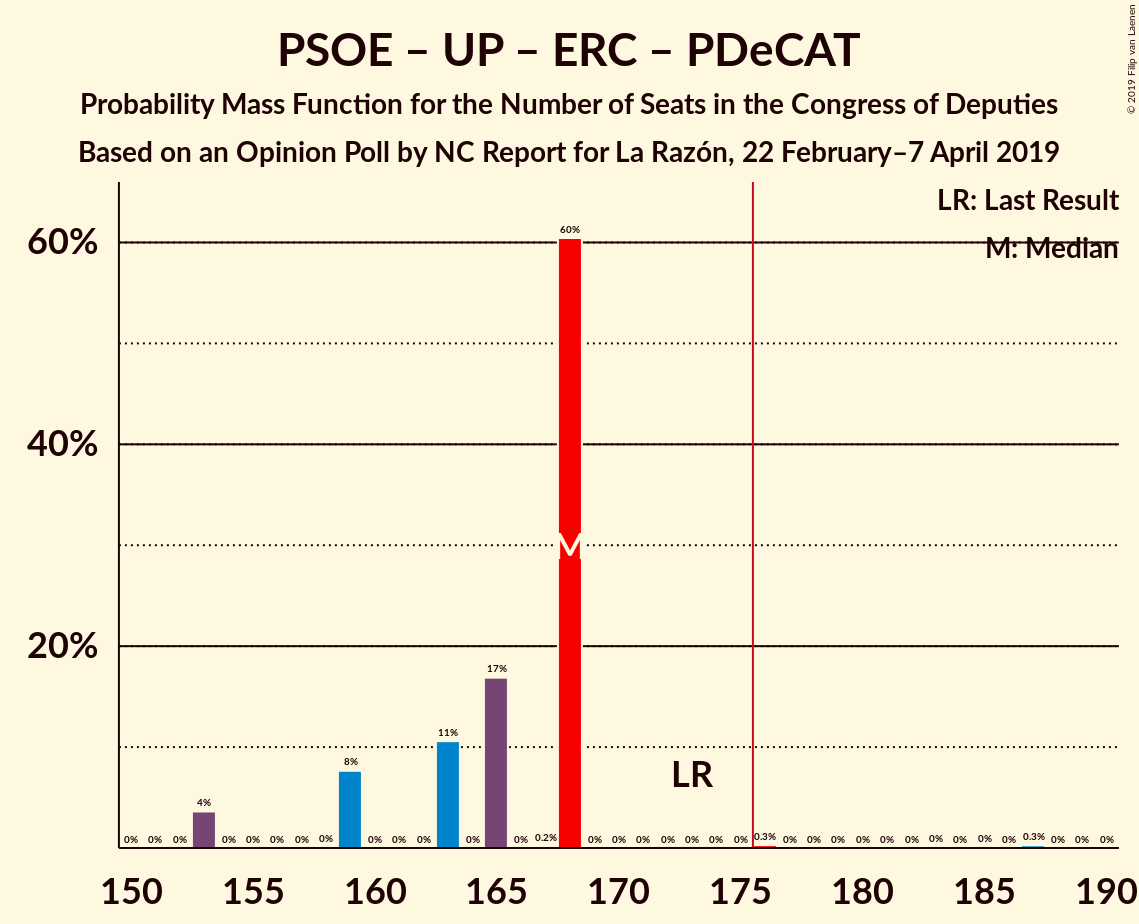 PSOE – UP – ERC – PDeCAT
Probability Mass Function for the Number of Seats in the Congress of Deputies
Based on an Opinion Poll by NC Report for La Razón, 22 February–7 April 2019
© 2019 Filip van Laenen
LR: Last Result
M: Median
60%
40%
20%
0% 0% 0% 4% 0% 0% 0% 0% 0% 8% 0% 0% 0% 11% 0% 17% 0% 0.2% 60% 0% 0% 0% 0% 0% 0% 0% 0.3% 0% 0% 0% 0% 0% 0% 0% 0% 0% 0% 0.3% 0% 0% 0%
M
LR
150 155 160 165 170 175 180 185 190